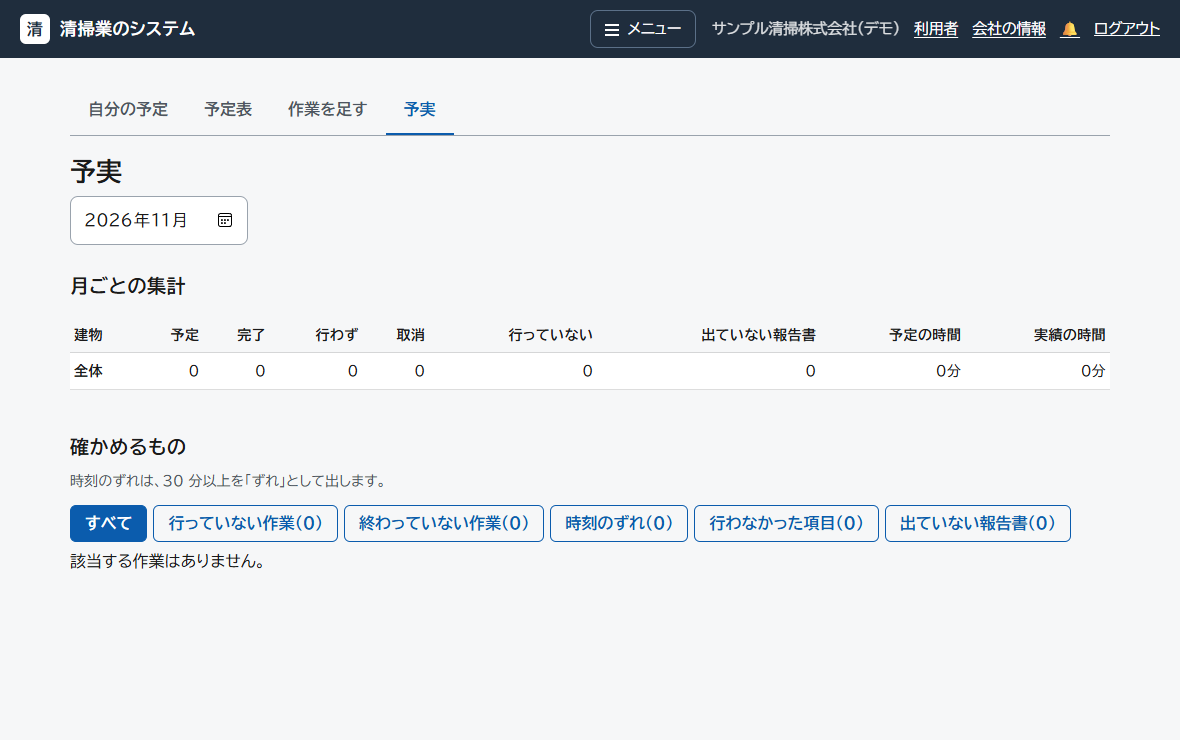 清 清掃業のシステム メニュー サンプル清掃株式会社(デモ) 利用者 会社の情報 ログアウト
自分の予定 予定表 作業を足す 予実
予実
2026年11月
月ごとの集計
建物 予定 完了 行わず 取消 行っていない 出ていない報告書 予定の時間 実績の時間
全体 0 0 0 0 0 0 0分 0分
確かめるもの
時刻のずれは、30 分以上を「ずれ」として出します。
すべて 行っていない作業(0) 終わっていない作業(0) 時刻のずれ(0) 行わなかった項目(0) 出ていない報告書(0)
該当する作業はありません。